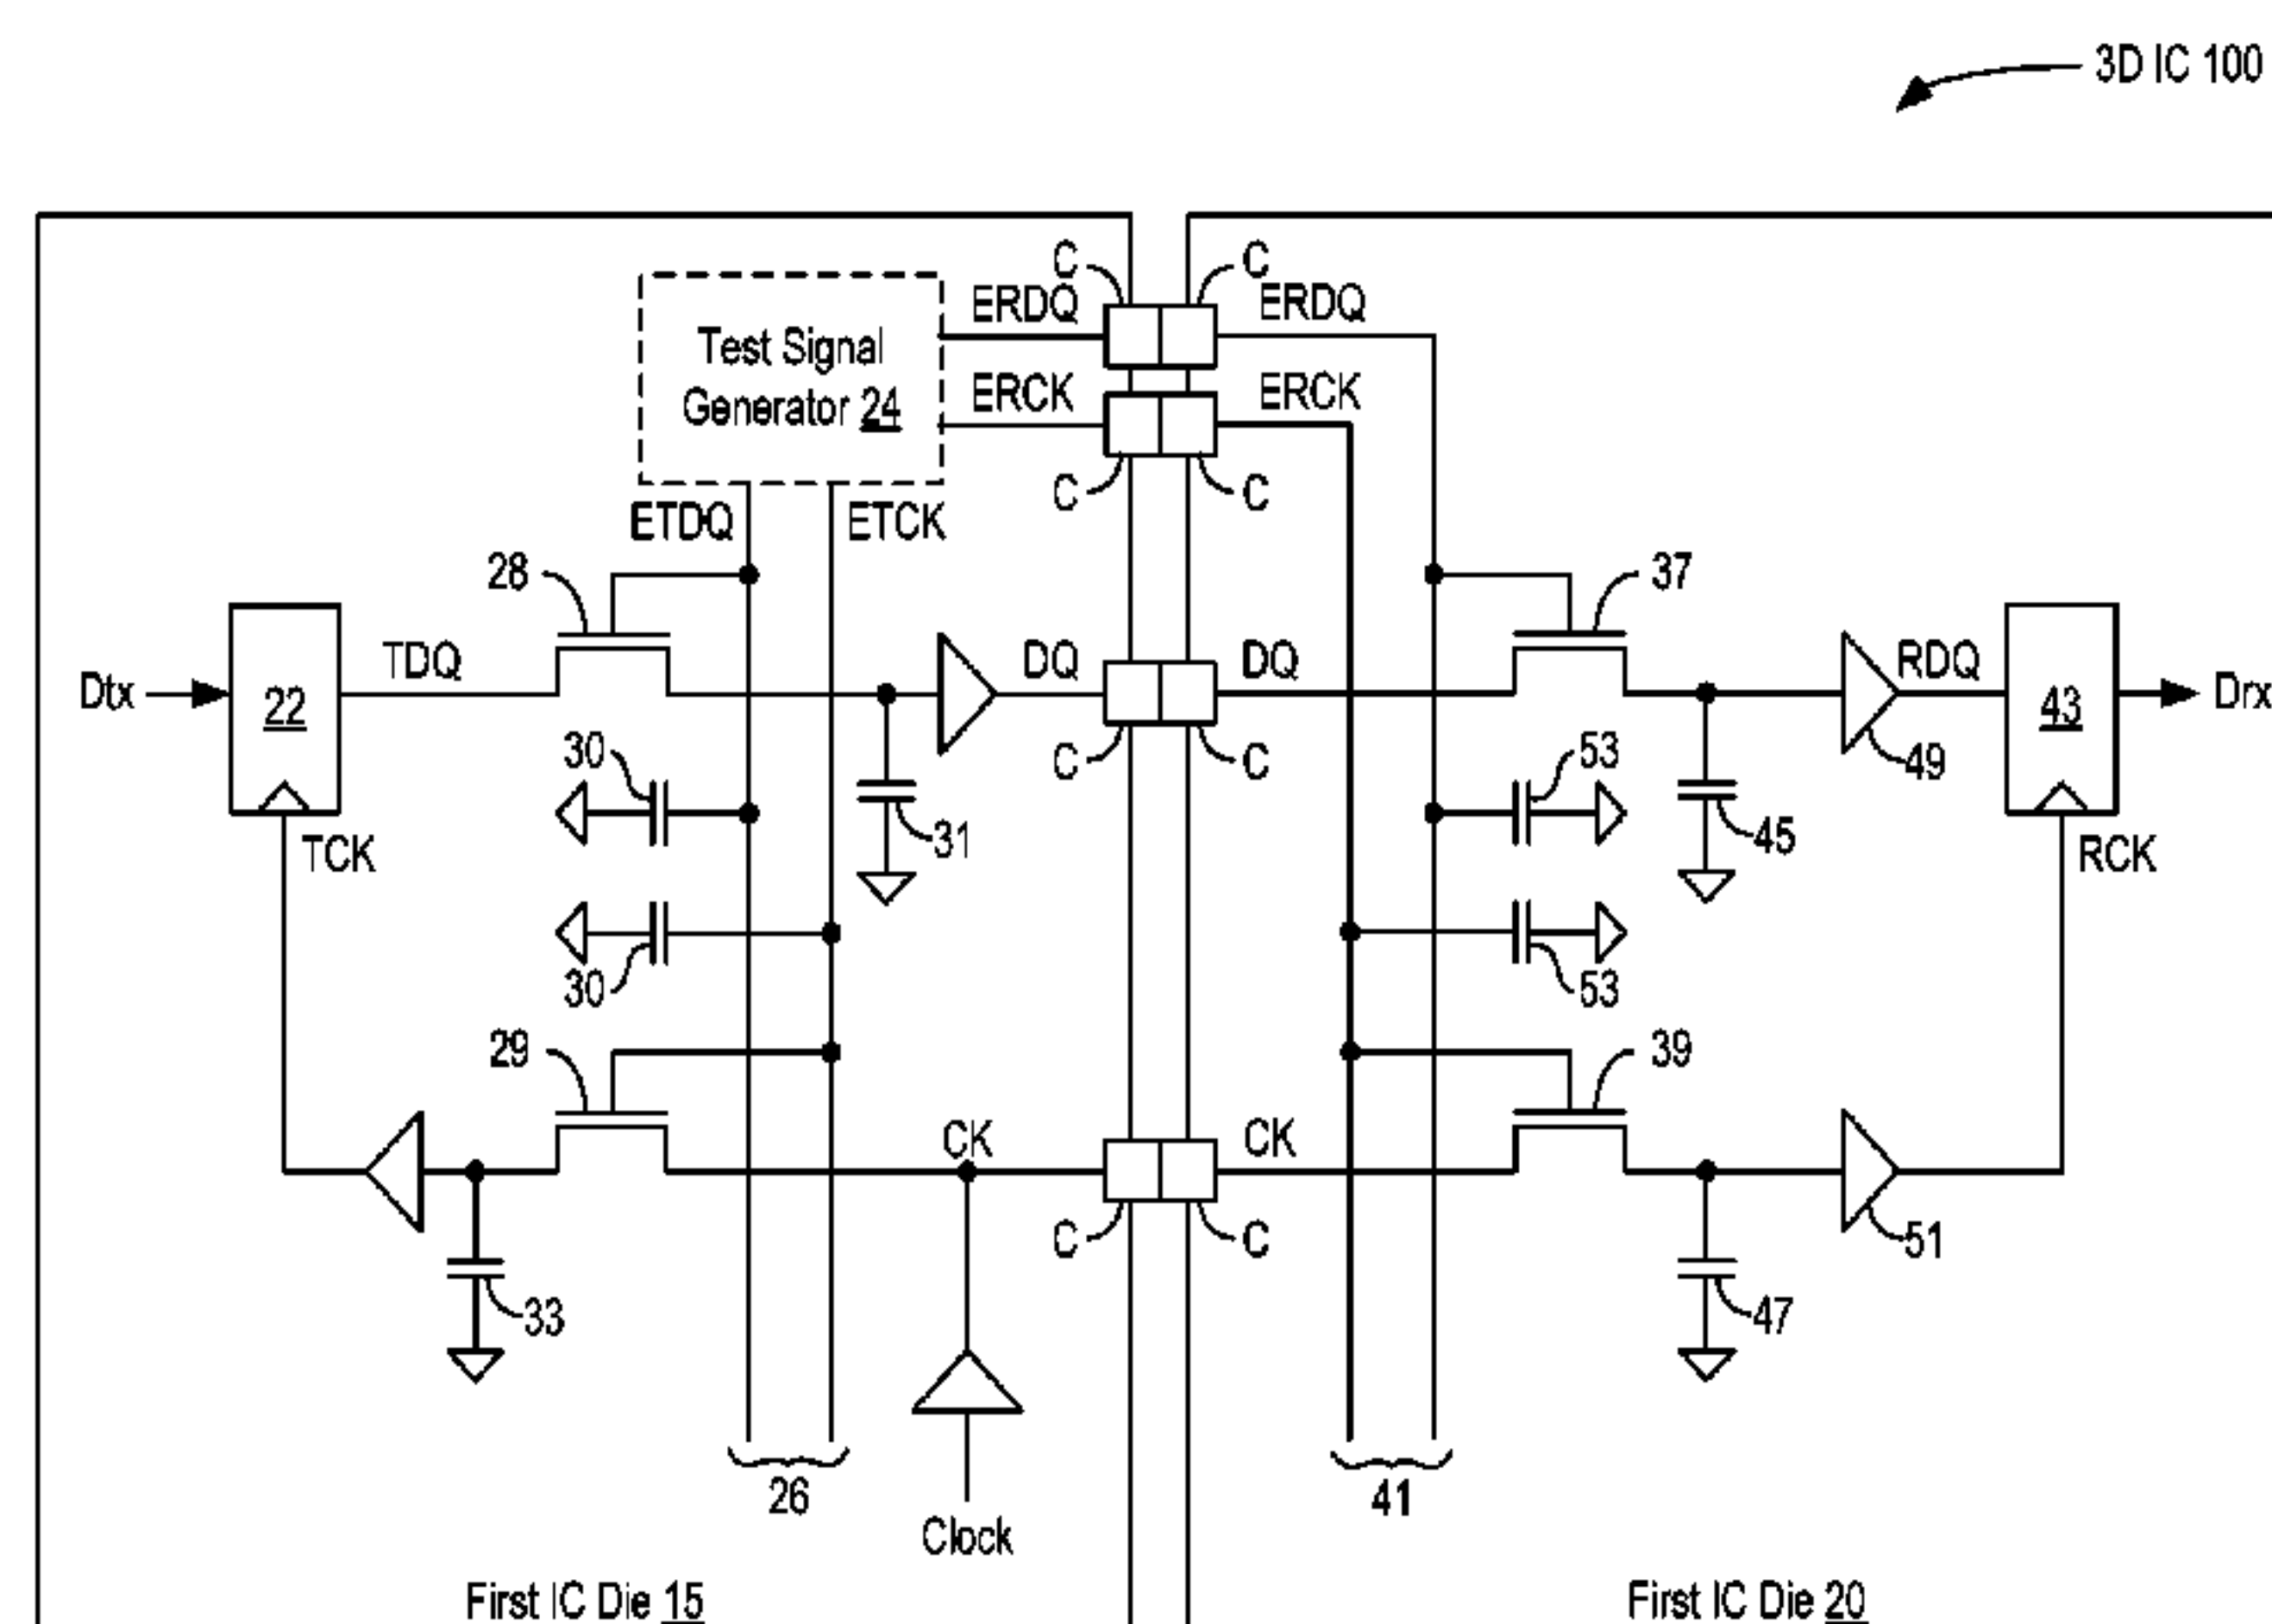 3D IC 100
C
C
ERDQ
ERDQ
Test Signal
Generator 24
ERCK
ERCK
C
C
ETDQ
ETCK
28
37
TDQ
DQ
DQ
RDQ
Dtx
22
43
Drx
30
C
C
53
49
31
45
TCK
RCK
30
53
29
39
CK
CK
C
C
51
33
47
26
41
Clock
First IC Die 15
First IC Die 20